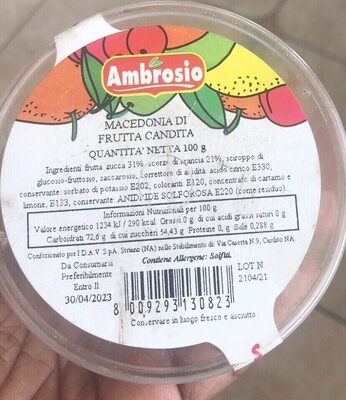 Ambrosio
MACEDONIA DI
FRUTTA CANDITA
QUANTITA' NETTA 100 g
Ingredienti: frutta: zucca 31%, scorze di arancia 21%, sciroppo di
glucosio-fruttosio, saccarosio, correttore di acidità: acido citrico E330,
conservante: sorbato di potassio E202, coloranti: E120, concentrato di cartamo e
limone, E133, conservante: ANIDRIDE SOLFOROSA E220 (come residuo)
Informazioni Nutrizionali per 100 g
Valore energetico 1234 kJ / 290 kcal Grassi 0 g di cui acidi grassi saturi 0 g
Carboidrati 72,6 g di cui zuccheri 54,43 g Proteine 0, g Sale 0,288 g
Confezionato per I.D.A.V. S.p.A. Striano (NA) nello Stabilimento di Via Caserta N.9, Cardito NA
Contiene Allergene: Solfiti.
Da Consumarsi
Preferibilmente
Entro Il
30/04/2023
LOT N.
2104/21
8 009293 130823
Conservare in luogo fresco e asciutto